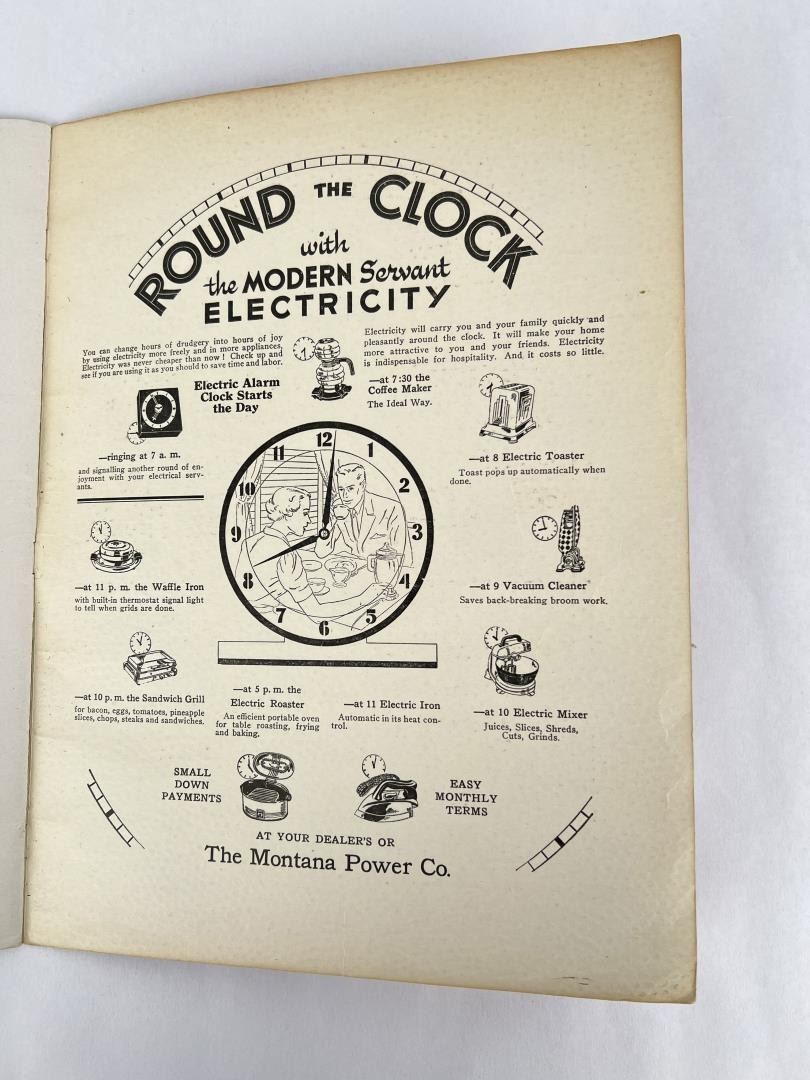 ROUND THE CLOCK
with
the MODERN Servant
ELECTRICITY
You can change hours of drudgery into hours of joy
by using electricity more freely and in more appliances,
Electricity was never cheaper than now! Check up and
see if you are using it as you should to save time and labor.
Electricity will carry you and your family quickly and
pleasantly around the clock. It will make your home
more attractive to you and your friends. Electricity
is indispensable for hospitality. And it costs so little.
Electric Alarm
Clock Starts
the Day
—ringing at 7 a. m.
and signalling another round of en-
joyment with your electrical serv-
ants.
—at 7:30 the
Coffee Maker
The Ideal Way.
—at 8 Electric Toaster
Toast pops up automatically when
done.
12
1
2
3
4
5
6
7
8
9
10
11
—at 9 Vacuum Cleaner
Saves back-breaking broom work.
—at 10 Electric Mixer
Juices, Slices, Shreds,
Cuts, Grinds.
—at 11 Electric Iron
Automatic in its heat con-
trol.
—at 5 p. m. the
Electric Roaster
An efficient portable oven
for table roasting, frying
and baking.
—at 10 p. m. the Sandwich Grill
for bacon, eggs, tomatoes, pineapple
slices, chops, steaks and sandwiches.
—at 11 p. m. the Waffle Iron
with built-in thermostat signal light
to tell when grids are done.
SMALL
DOWN
PAYMENTS
EASY
MONTHLY
TERMS
AT YOUR DEALER'S OR
The Montana Power Co.